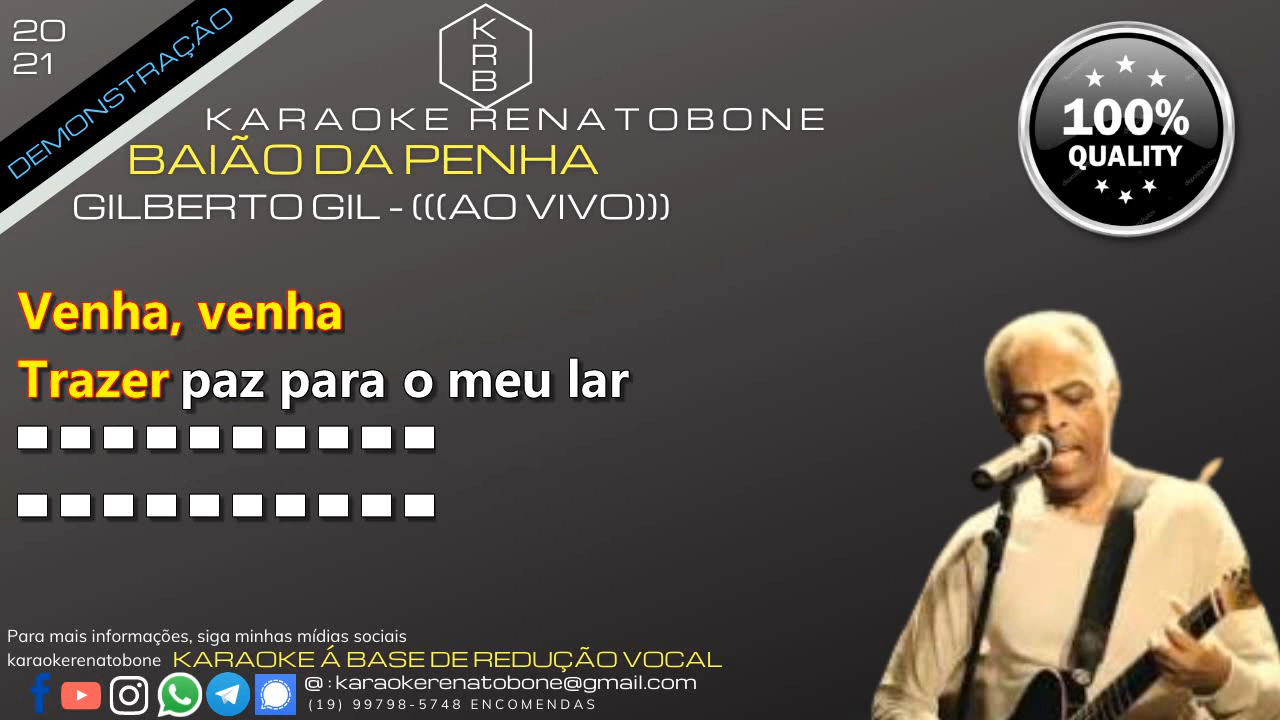 20
21
DEMONSTRAÇÃO
K
R
B
KARAOKE RENATOBONE
BAIÃO DA PENHA
GILBERTO GIL - (((AO VIVO)))
100%
QUALITY
Venha, venha
Trazer paz para o meu lar
Para mais informações, siga minhas mídias sociais
karaokerenatobone KARAOKE Á BASE DE REDUÇÃO VOCAL
@ : karaokerenatobone@gmail.com
(19) 99798-5748 ENCOMENDAS